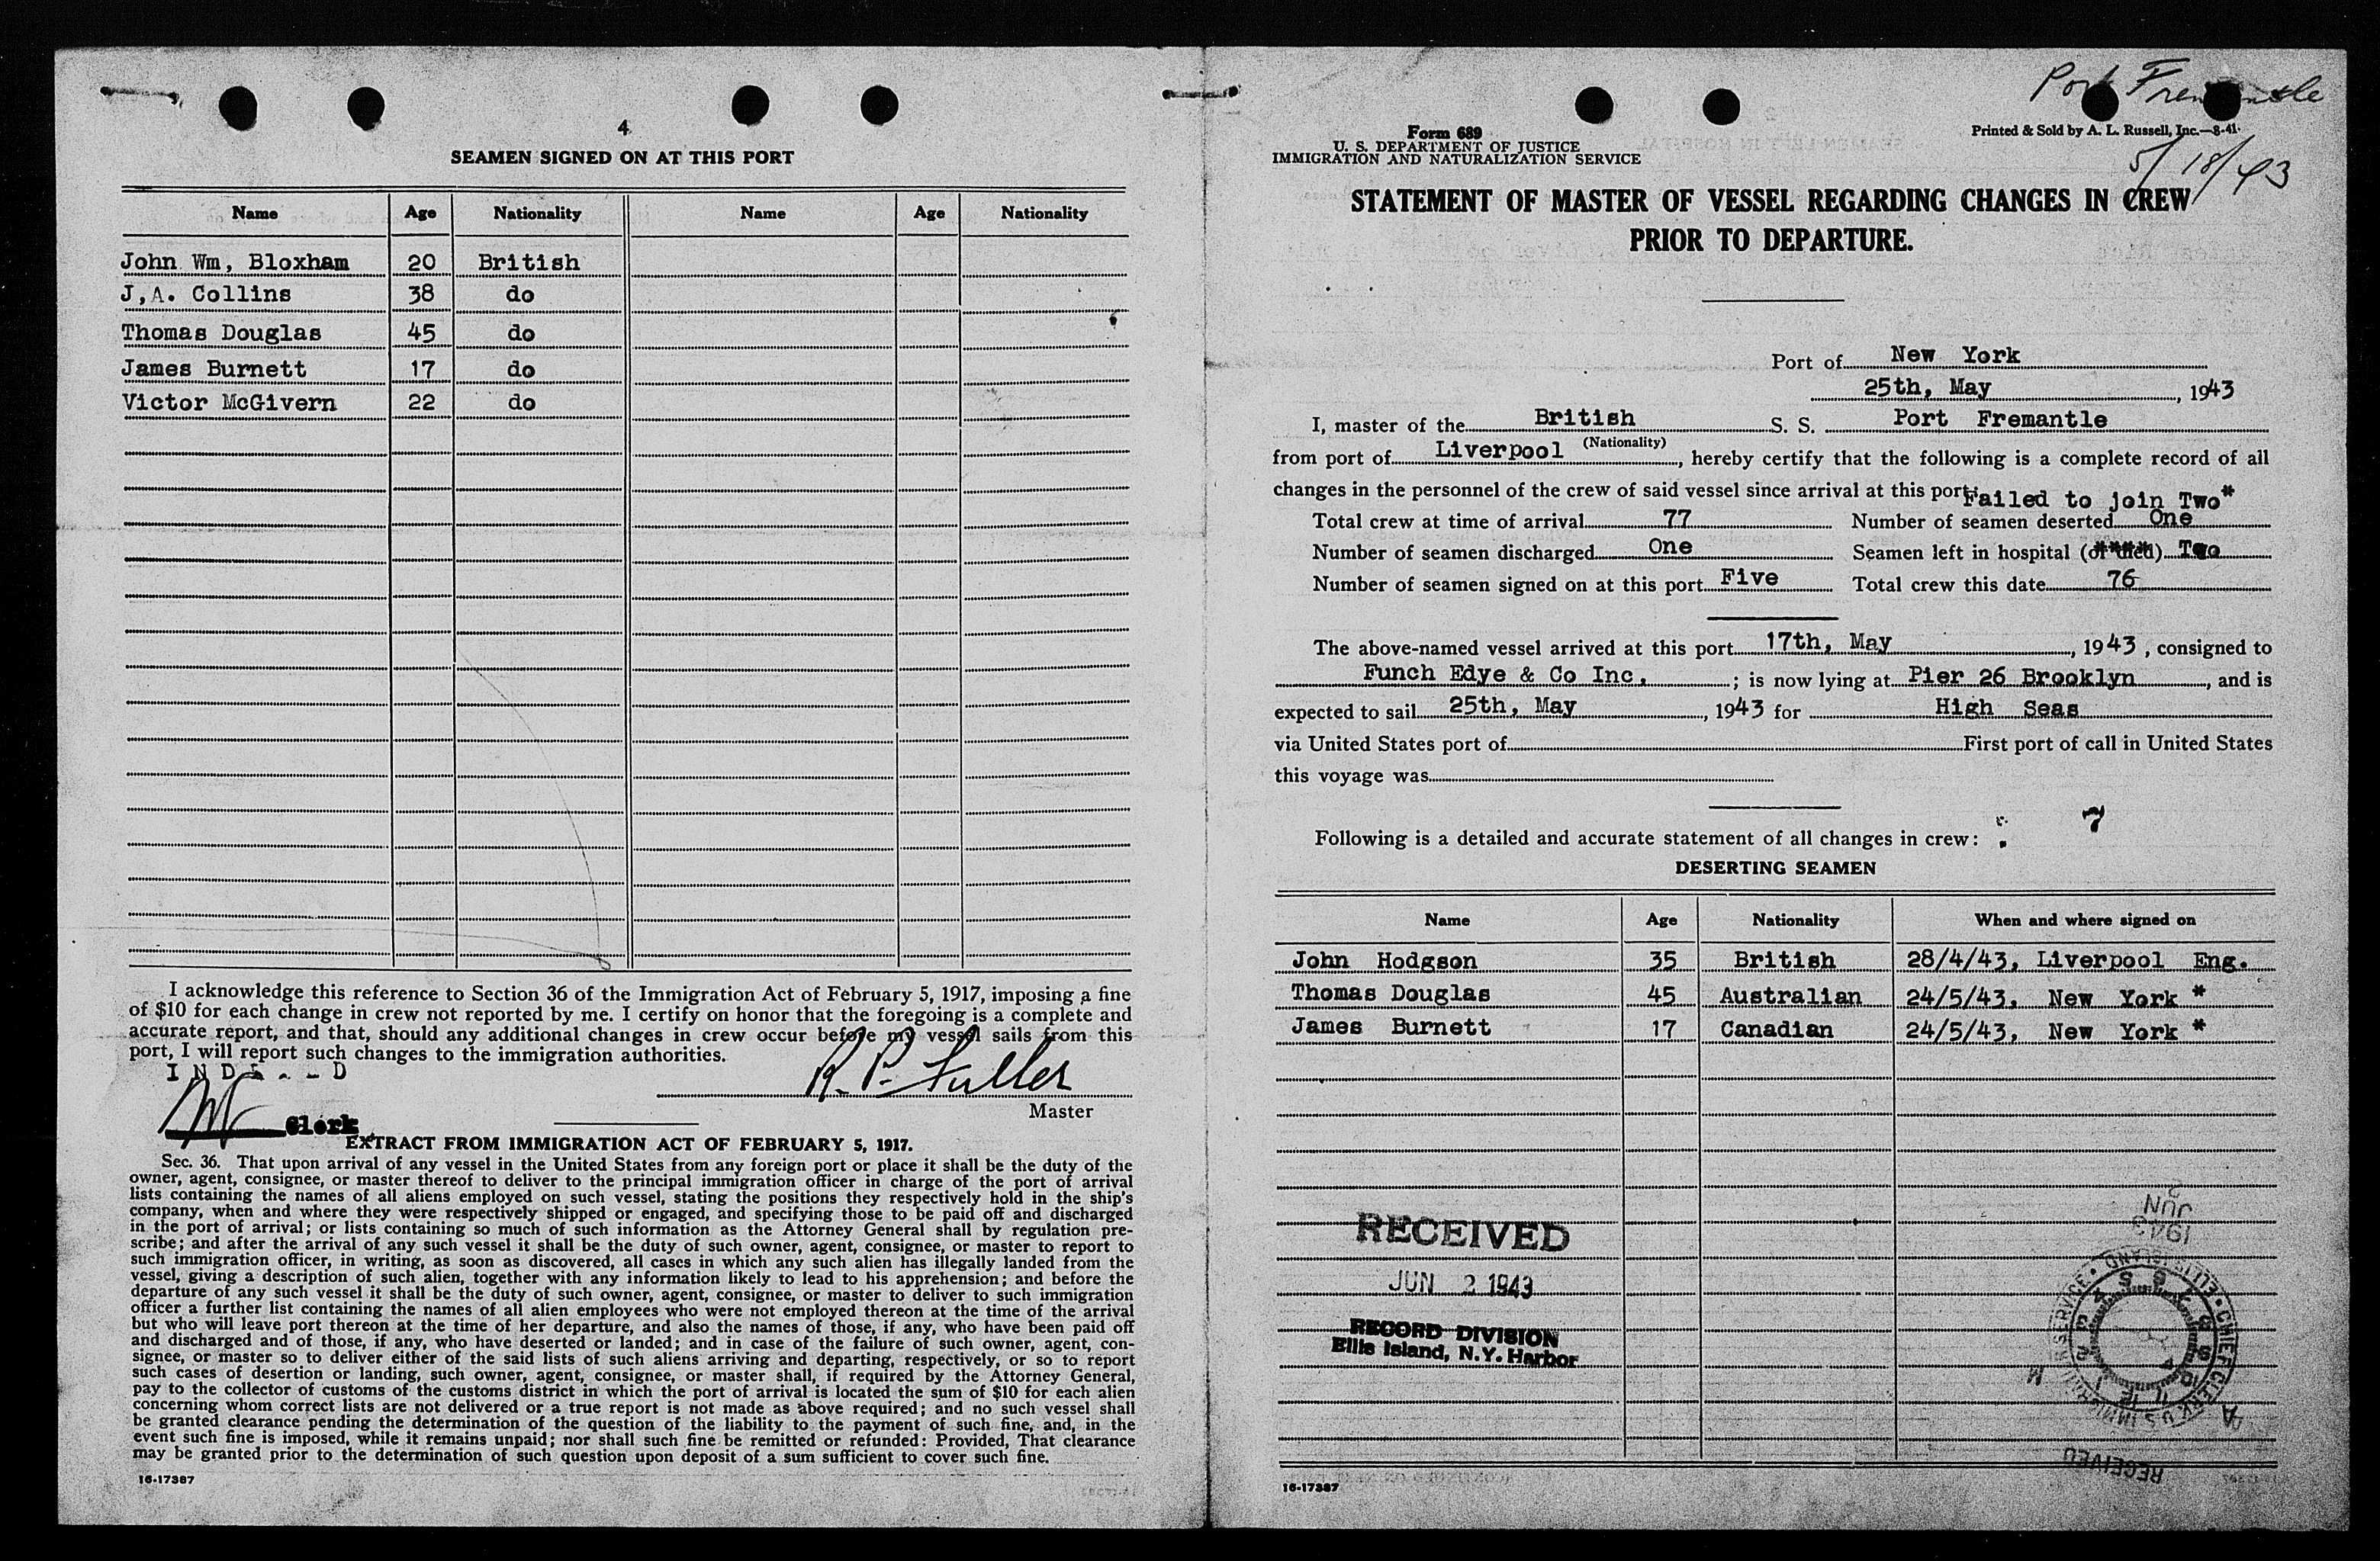 4
SEAMEN SIGNED ON AT THIS PORT
Name Age Nationality Name Age Nationality
John Wm, Bloxham 20 British
J,A. Collins 38 do
Thomas Douglas 45 do
James Burnett 17 do
Victor McGivern 22 do
I acknowledge this reference to Section 36 of the Immigration Act of February 5, 1917, imposing a fine
of $10 for each change in crew not reported by me. I certify on honor that the foregoing is a complete and
accurate report, and that, should any additional changes in crew occur before my vessel sails from this
port, I will report such changes to the immigration authorities.
R. P. Fuller
Master
Clerk
EXTRACT FROM IMMIGRATION ACT OF FEBRUARY 5, 1917.
Sec. 36. That upon arrival of any vessel in the United States from any foreign port or place it shall be the duty of the
owner, agent, consignee, or master thereof to deliver to the principal immigration officer in charge of the port of arrival
lists containing the names of all aliens employed on such vessel, stating the positions they respectively hold in the ship's
company, when and where they were respectively shipped or engaged, and specifying those to be paid off and discharged
in the port of arrival; or lists containing so much of such information as the Attorney General shall by regulation pre-
scribe; and after the arrival of any such vessel it shall be the duty of such owner, agent, consignee, or master to report to
such immigration officer, in writing, as soon as discovered, all cases in which any such alien has illegally landed from the
vessel, giving a description of such alien, together with any information likely to lead to his apprehension; and before the
departure of any such vessel it shall be the duty of such owner, agent, consignee, or master to deliver to such immigration
officer a further list containing the names of all alien employees who were not employed thereon at the time of the arrival
but who will leave port thereon at the time of her departure, and also the names of those, if any, who have been paid off
and discharged and of those, if any, who have deserted or landed; and in case of the failure of such owner, agent, con-
signee, or master so to deliver either of the said lists of such aliens arriving and departing, respectively, or so to report
such cases of desertion or landing, such owner, agent, consignee, or master shall, if required by the Attorney General,
pay to the collector of customs of the customs district in which the port of arrival is located the sum of $10 for each alien
concerning whom correct lists are not delivered or a true report is not made as above required; and no such vessel shall
be granted clearance pending the determination of the question of the liability to the payment of such fine, and, in the
event such fine is imposed, while it remains unpaid; nor shall such fine be remitted or refunded: Provided, That clearance
may be granted prior to the determination of such question upon deposit of a sum sufficient to cover such fine.
16-17387
Port Fremantle
Form 689
U. S. DEPARTMENT OF JUSTICE
IMMIGRATION AND NATURALIZATION SERVICE
Printed & Sold by A. L. Russell, Inc.—8-41
5/18/43
STATEMENT OF MASTER OF VESSEL REGARDING CHANGES IN CREW
PRIOR TO DEPARTURE.
Port of New York
25th, May, 1943
I, master of the British S. S. Port Fremantle
(Nationality)
from port of Liverpool, hereby certify that the following is a complete record of all
changes in the personnel of the crew of said vessel since arrival at this port: Failed to join Two*
Total crew at time of arrival 77 Number of seamen deserted One
Number of seamen discharged One Seamen left in hospital (or died) Two
Number of seamen signed on at this port Five Total crew this date 76
The above-named vessel arrived at this port 17th, May, 1943, consigned to
Funch Edye & Co Inc.; is now lying at Pier 26 Brooklyn, and is
expected to sail 25th, May, 1943 for High Seas
via United States port of First port of call in United States
this voyage was
7
Following is a detailed and accurate statement of all changes in crew:
DESERTING SEAMEN
Name Age Nationality When and where signed on
John Hodgson 35 British 28/4/43, Liverpool Eng.
Thomas Douglas 45 Australian 24/5/43, New York *
James Burnett 17 Canadian 24/5/43, New York *
RECEIVED
JUN 2 1943
RECORD DIVISION
Ellis Island, N.Y. Harbor
JUN 2
1943
ELLIS ISLAND • CHIEF CLERK, U.S. IMMIGR SERVICE •
RECEIVED
16-17387